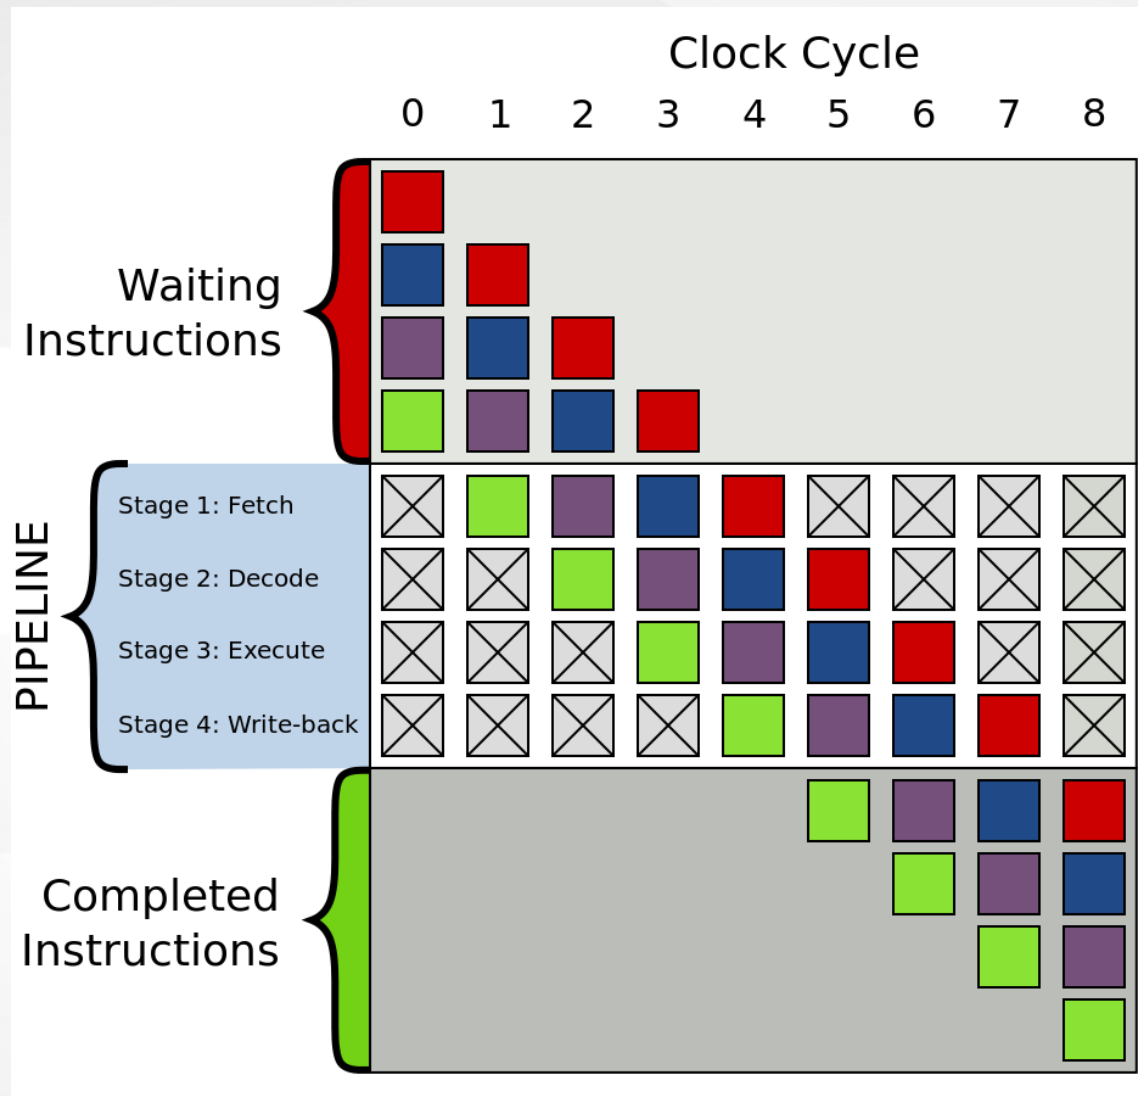 Clock Cycle
0 1 2 3 4 5 6 7 8
Waiting
Instructions
PIPELINE
Stage 1: Fetch
Stage 2: Decode
Stage 3: Execute
Stage 4: Write-back
Completed
Instructions